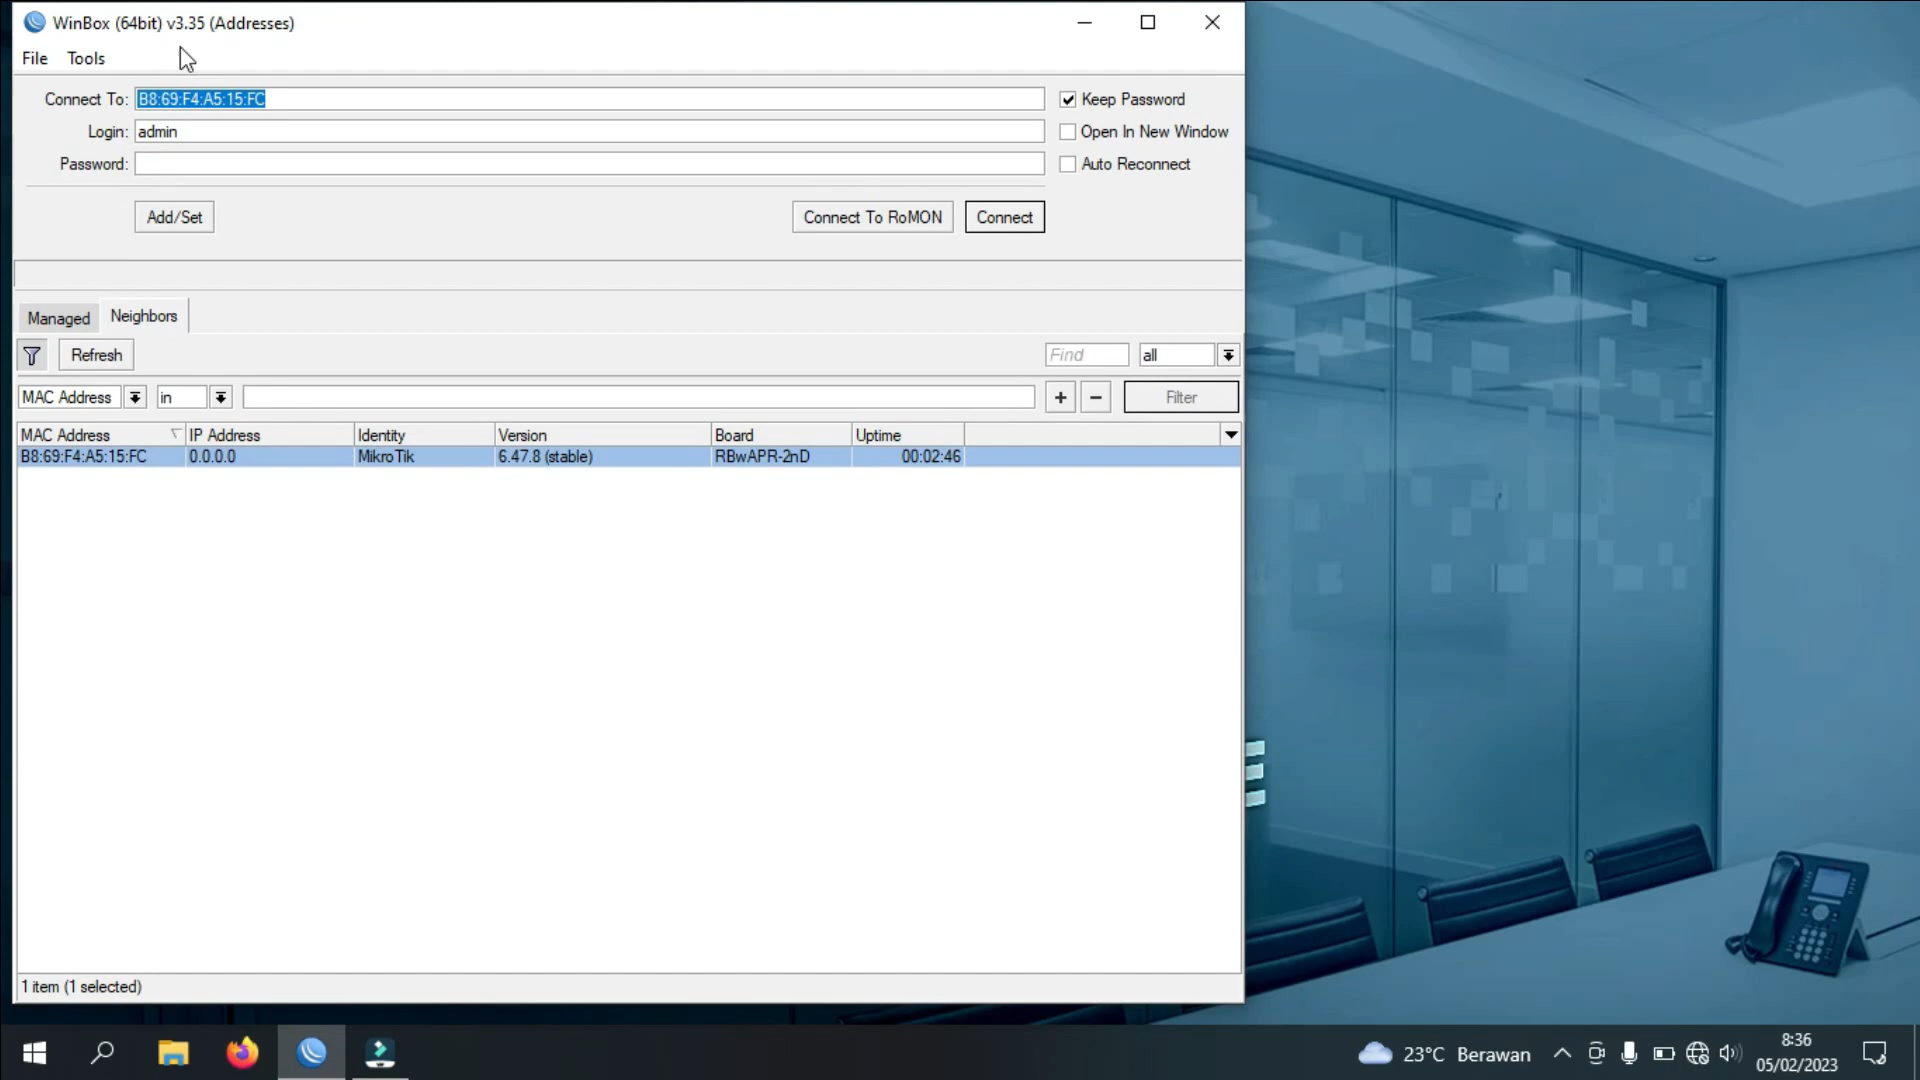 WinBox (64bit) v3.35 (Addresses)
File Tools
Connect To: B8:69:F4:A5:15:FC Keep Password
Login: admin Open In New Window
Password: Auto Reconnect
Add/Set Connect To RoMON Connect
Managed Neighbors
Refresh Find all
MAC Address in + − Filter
MAC Address IP Address Identity Version Board Uptime
B8:69:F4:A5:15:FC 0.0.0.0 MikroTik 6.47.8 (stable) RBwAPR-2nD 00:02:46
1 item (1 selected)
23°C Berawan 8:36
05/02/2023